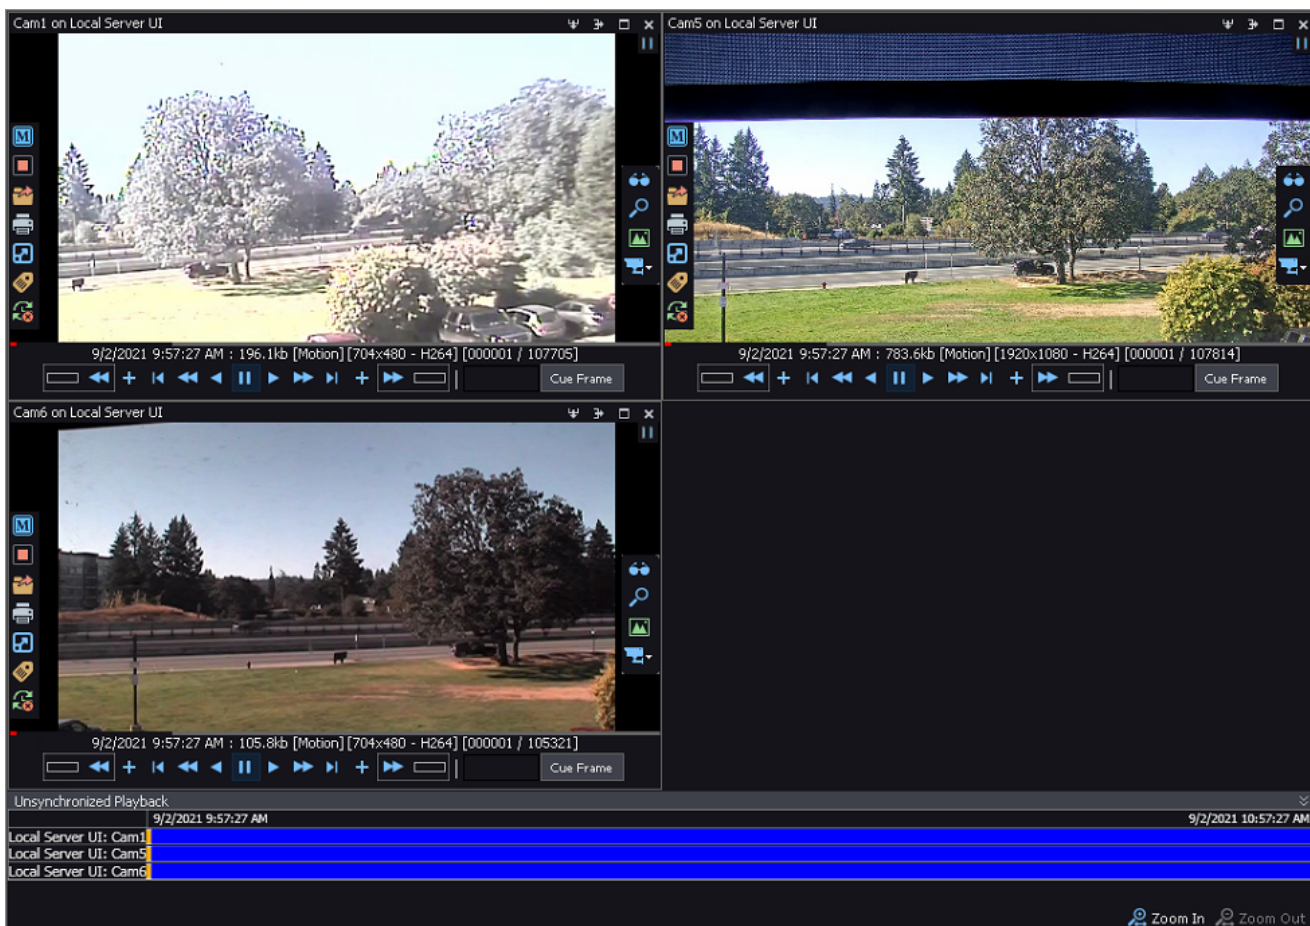 Cam1 on Local Server UI
M
9/2/2021 9:57:27 AM : 196.1kb [Motion] [704x480 - H264] [000001 / 107705]
Cue Frame
Cam5 on Local Server UI
M
9/2/2021 9:57:27 AM : 783.6kb [Motion] [1920x1080 - H264] [000001 / 107814]
Cue Frame
Cam6 on Local Server UI
M
9/2/2021 9:57:27 AM : 105.8kb [Motion] [704x480 - H264] [000001 / 105321]
Cue Frame
Unsynchronized Playback
9/2/2021 9:57:27 AM 9/2/2021 10:57:27 AM
Local Server UI: Cam1
Local Server UI: Cam5
Local Server UI: Cam6
Zoom In Zoom Out